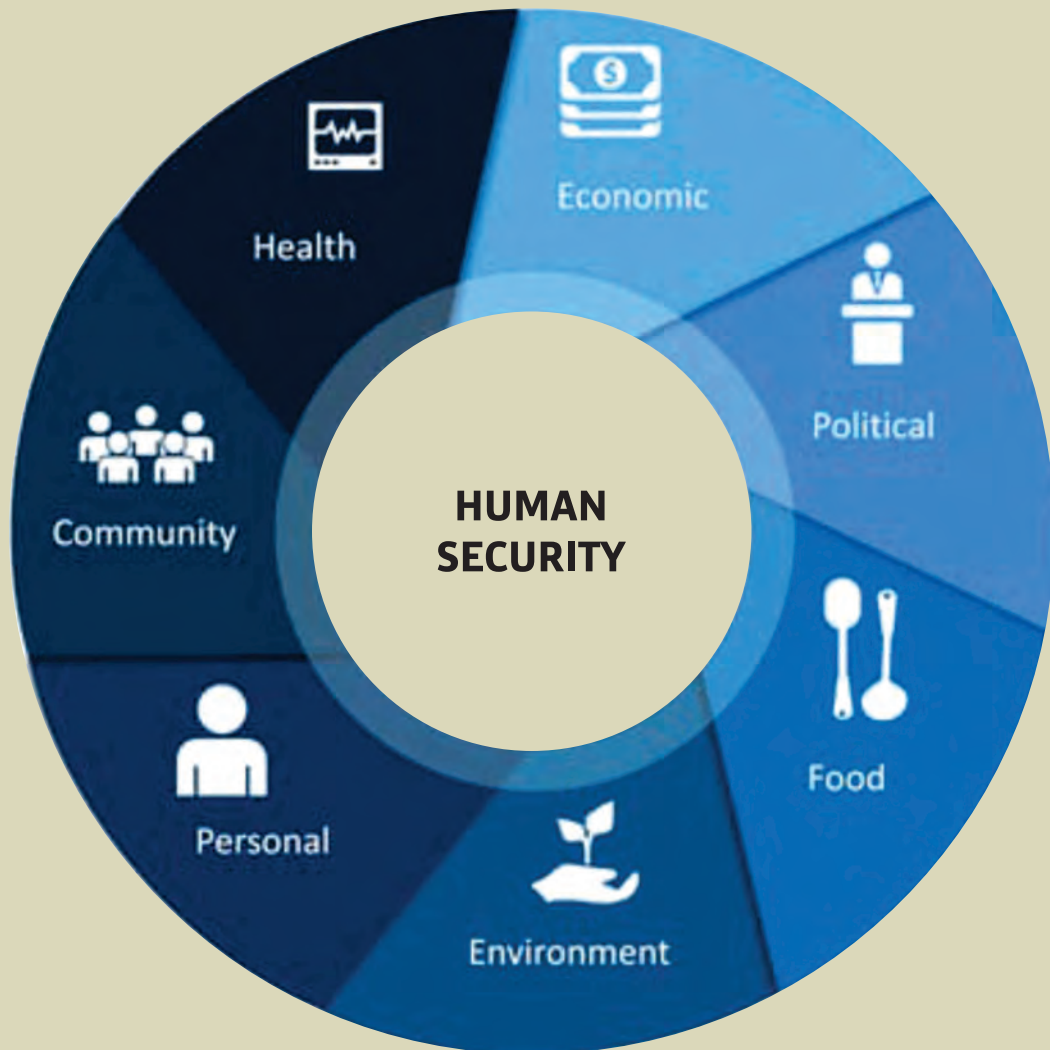 $
Economic
Health
Political
HUMAN
SECURITY
Community
Food
Personal
Environment